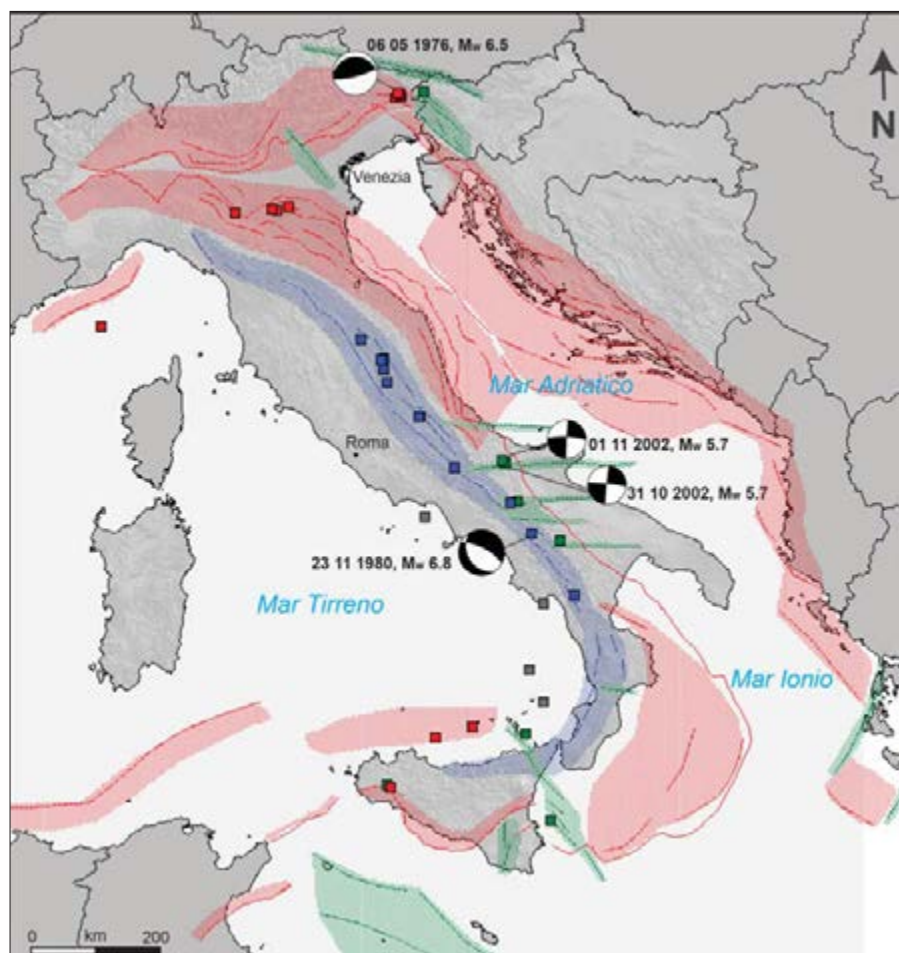 06 05 1976, Mw 6.5
N
Venezia
Mar Adriatico
Roma
01 11 2002, Mw 5.7
31 10 2002, Mw 5.7
23 11 1980, Mw 6.8
Mar Tirreno
Mar Ionio
0 km 200